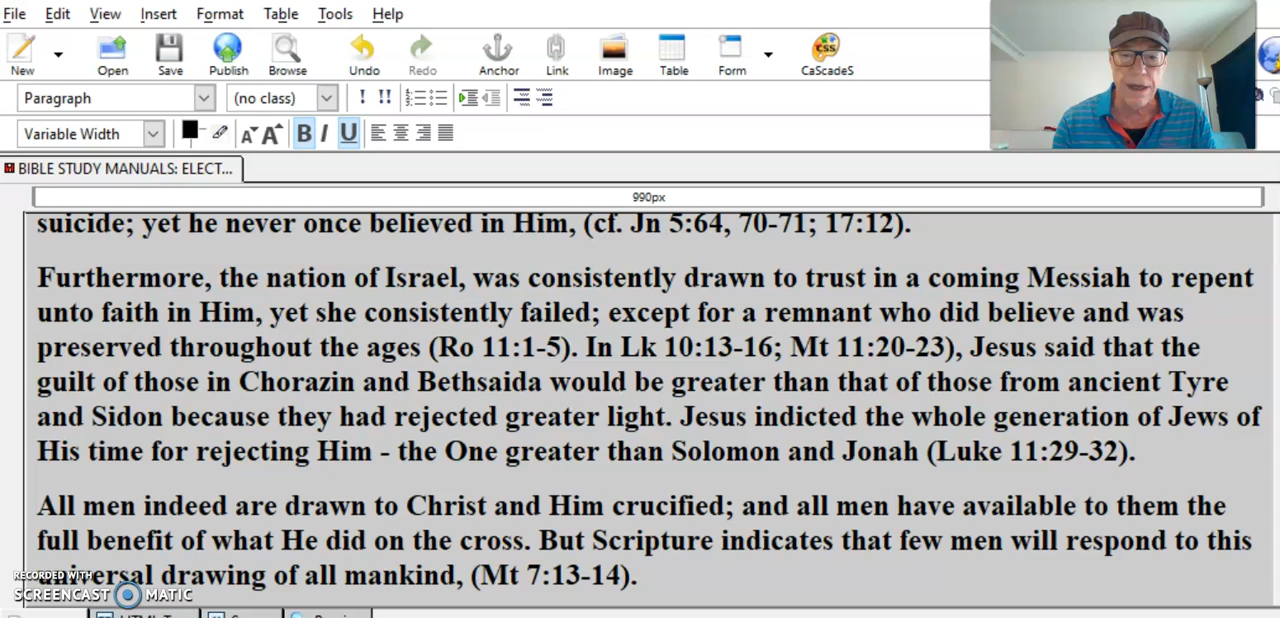 File Edit View Insert Format Table Tools Help
New Open Save Publish Browse Undo Redo Anchor Link Image Table Form CaScadeS
Paragraph (no class) ! !!
Variable Width A A B I U
BIBLE STUDY MANUALS: ELECT...
990px
suicide; yet he never once believed in Him, (cf. Jn 5:64, 70-71; 17:12).
Furthermore, the nation of Israel, was consistently drawn to trust in a coming Messiah to repent
unto faith in Him, yet she consistently failed; except for a remnant who did believe and was
preserved throughout the ages (Ro 11:1-5). In Lk 10:13-16; Mt 11:20-23), Jesus said that the
guilt of those in Chorazin and Bethsaida would be greater than that of those from ancient Tyre
and Sidon because they had rejected greater light. Jesus indicted the whole generation of Jews of
His time for rejecting Him - the One greater than Solomon and Jonah (Luke 11:29-32).
All men indeed are drawn to Christ and Him crucified; and all men have available to them the
full benefit of what He did on the cross. But Scripture indicates that few men will respond to this
universal drawing of all mankind, (Mt 7:13-14).
RECORDED WITH
SCREENCAST MATIC